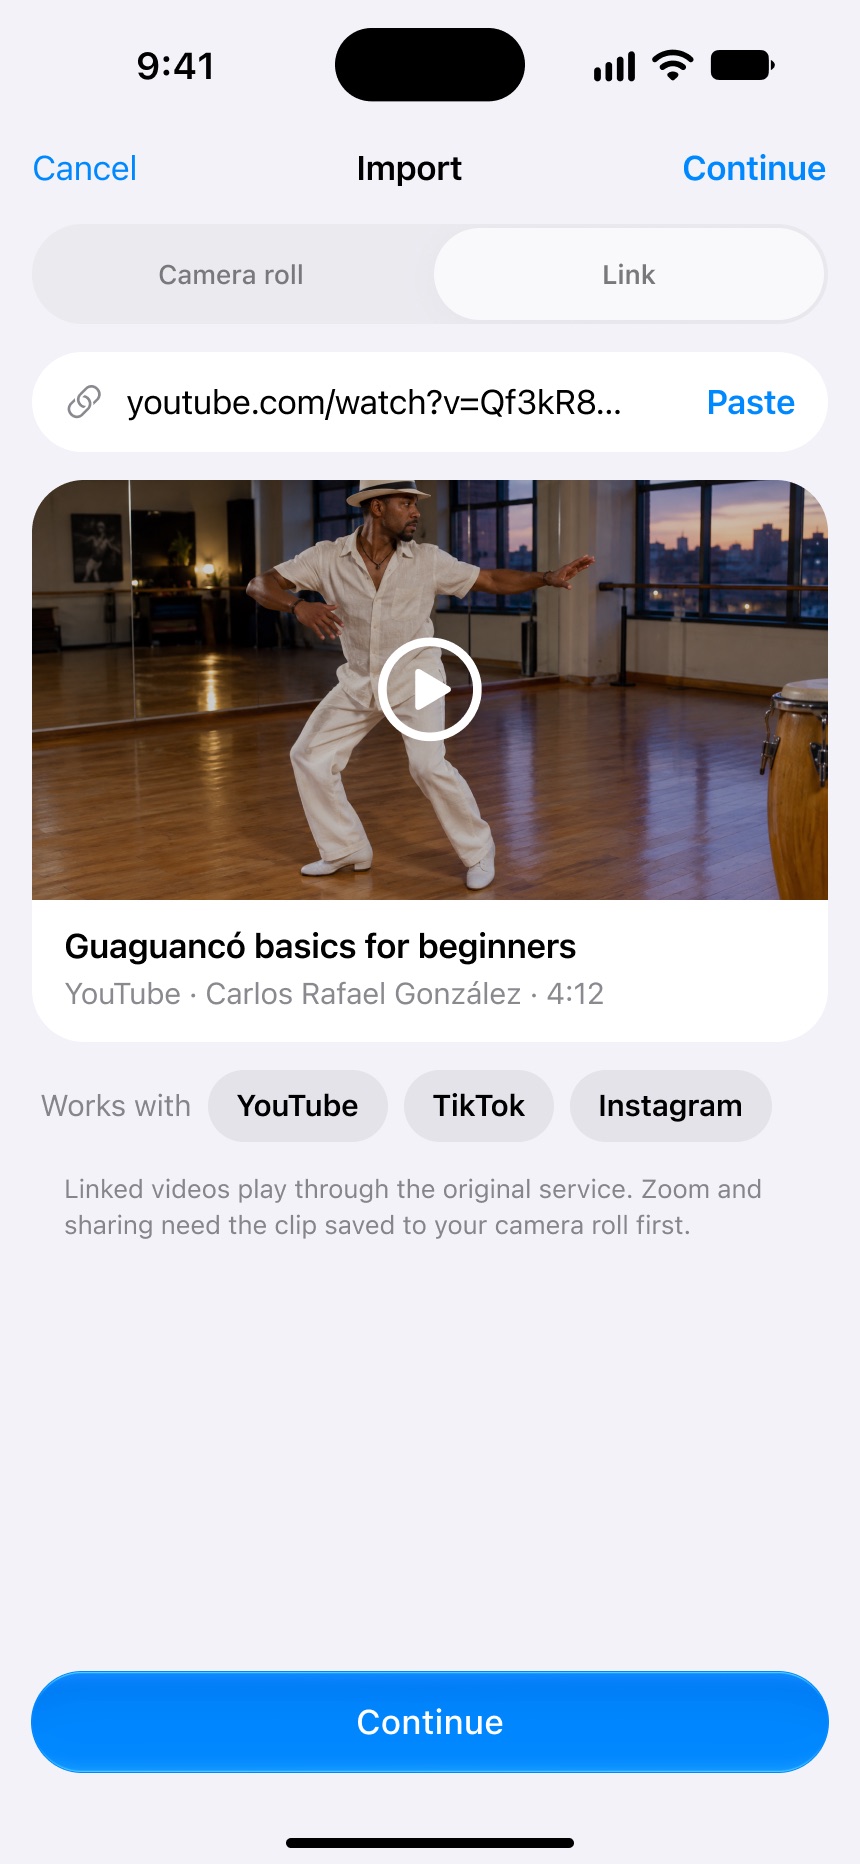 9:41
Cancel
Import
Continue
Camera roll
Link
youtube.com/watch?v=Qf3kR8...
Paste
Guaguancó basics for beginners
YouTube · Carlos Rafael González · 4:12
Works with
YouTube
TikTok
Instagram
Linked videos play through the original service. Zoom and
sharing need the clip saved to your camera roll first.
Continue